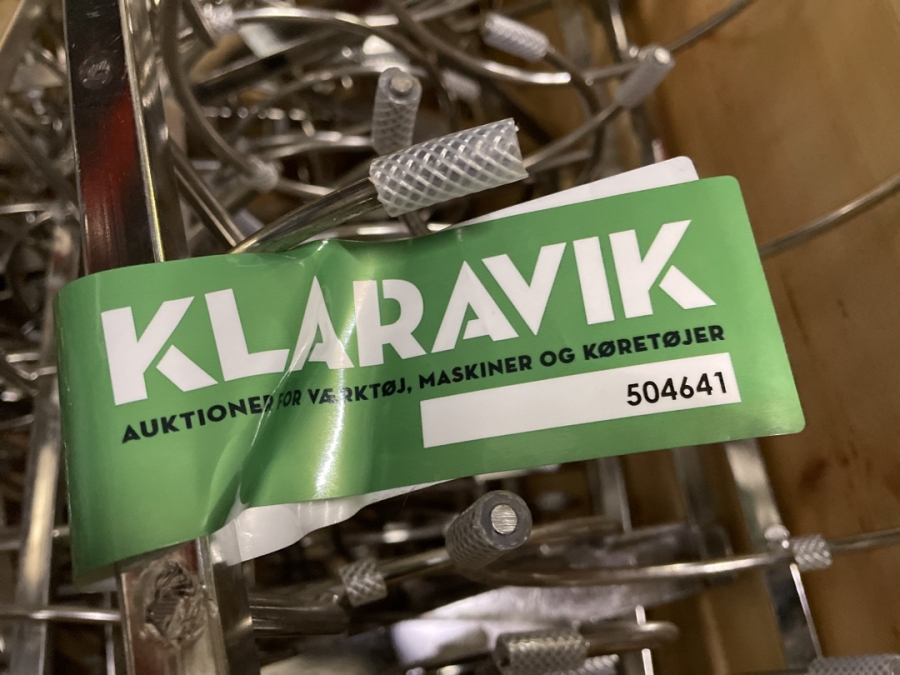 KLARAVIK
AUKTIONER FOR VÆRKTØJ, MASKINER OG KØRETØJER
504641